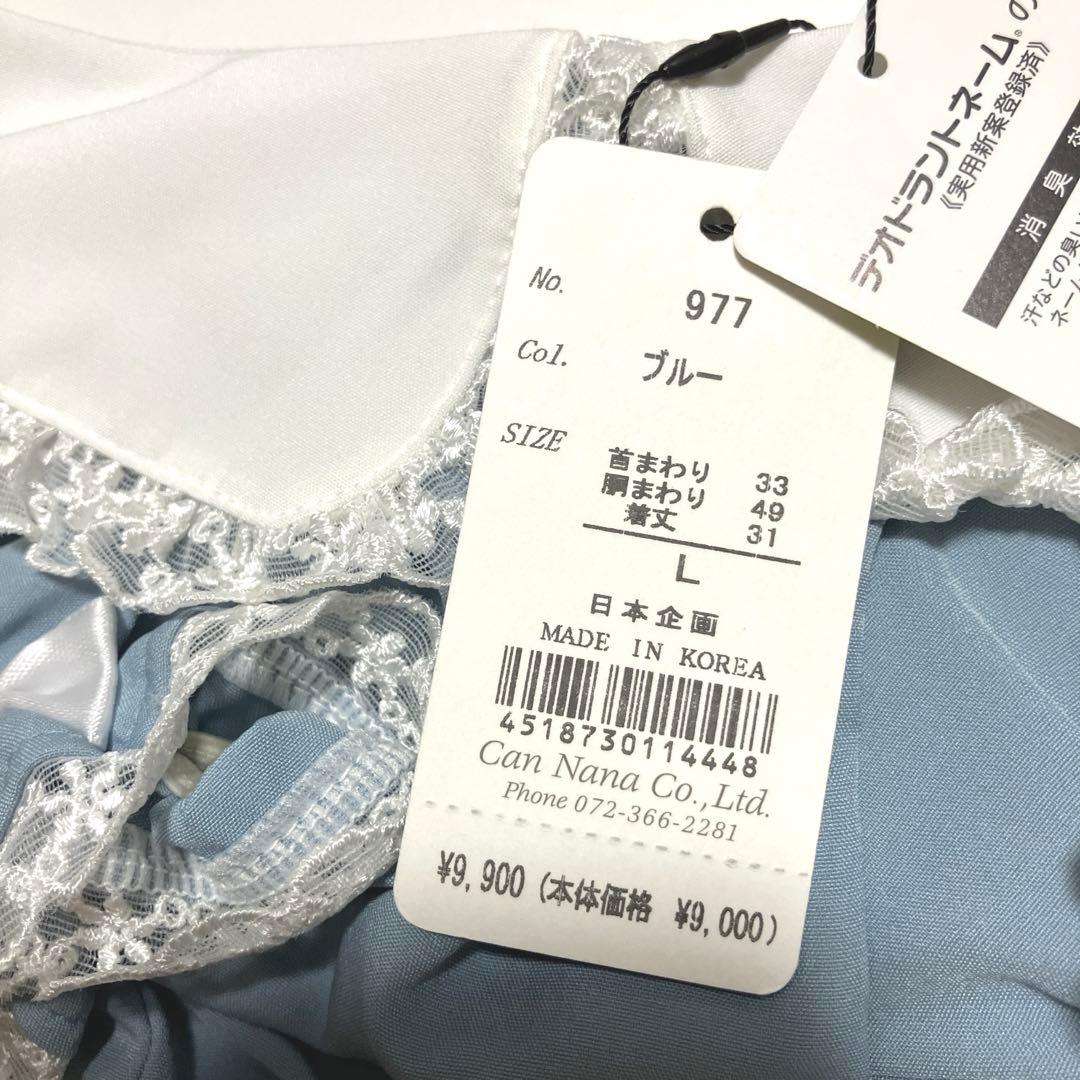 No. 977
Col. ブルー
SIZE
首まわり 33
胴まわり 49
着丈 31
L
日本企画
MADE IN KOREA
4518730114448
Can Nana Co.,Ltd.
Phone 072-366-2281
¥9,900(本体価格 ¥9,000)
デオドラントネーム®の
《実用新案登録済》
消臭
汗などの臭い
ネーム